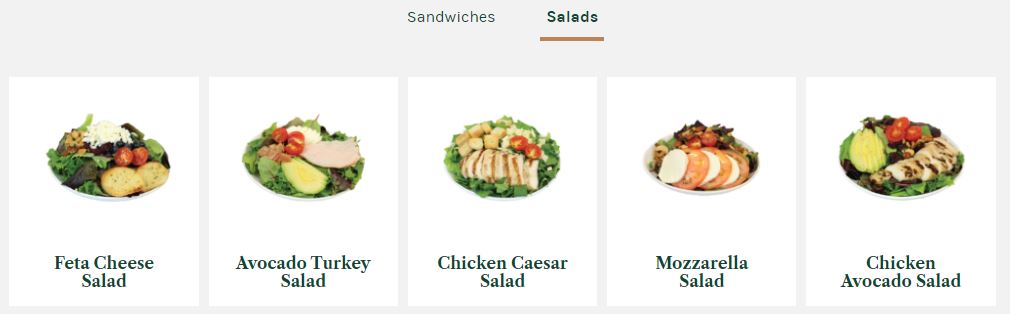 Sandwiches
Salads
Feta Cheese
Salad
Avocado Turkey
Salad
Chicken Caesar
Salad
Mozzarella
Salad
Chicken
Avocado Salad